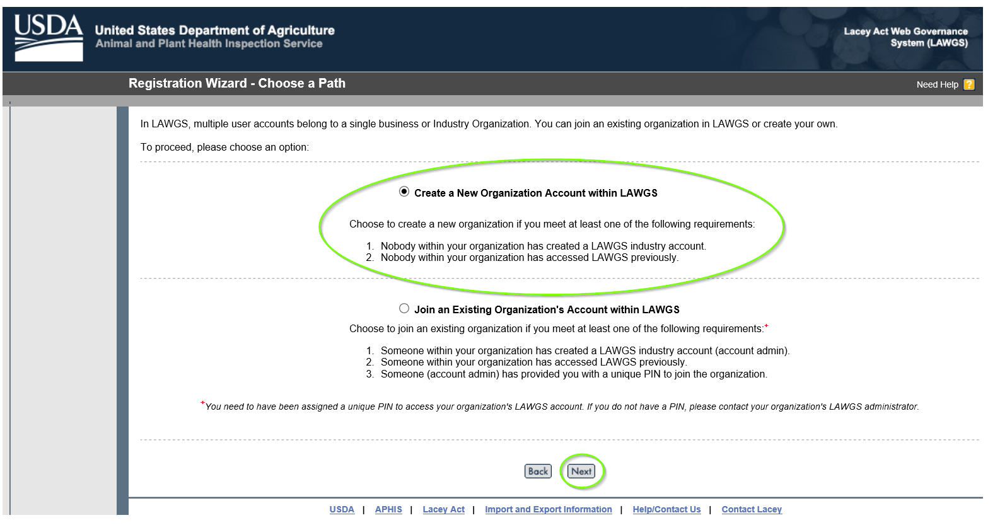 USDA
United States Department of Agriculture
Animal and Plant Health Inspection Service
Lacey Act Web Governance
System (LAWGS)
Registration Wizard - Choose a Path
Need Help ?
In LAWGS, multiple user accounts belong to a single business or Industry Organization. You can join an existing organization in LAWGS or create your own.
To proceed, please choose an option:
Create a New Organization Account within LAWGS
Choose to create a new organization if you meet at least one of the following requirements:
1. Nobody within your organization has created a LAWGS industry account.
2. Nobody within your organization has accessed LAWGS previously.
Join an Existing Organization's Account within LAWGS
Choose to join an existing organization if you meet at least one of the following requirements:+
1. Someone within your organization has created a LAWGS industry account (account admin).
2. Someone within your organization has accessed LAWGS previously.
3. Someone (account admin) has provided you with a unique PIN to join the organization.
+You need to have been assigned a unique PIN to access your organization's LAWGS account. If you do not have a PIN, please contact your organization's LAWGS administrator.
Back Next
USDA | APHIS | Lacey Act | Import and Export Information | Help/Contact Us | Contact Lacey